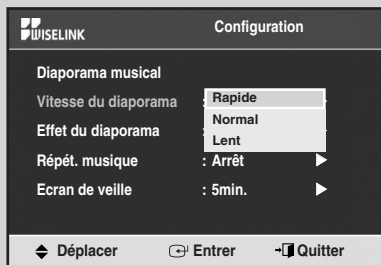 WISELINK Configuration
Diaporama musical
Vitesse du diaporama : Rapide
Normal
Effet du diaporama :
Lent
Répét. musique : Arrêt
Ecran de veille : 5min.
Déplacer Entrer Quitter